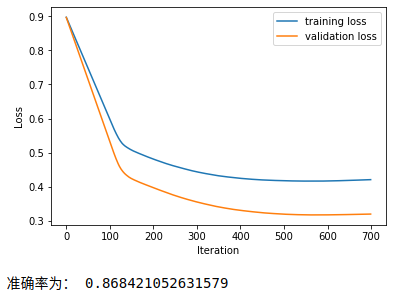 0.9
0.8
0.7
0.6
0.5
0.4
0.3
Loss
training loss
validation loss
0 100 200 300 400 500 600 700
Iteration
准确率为： 0.868421052631579